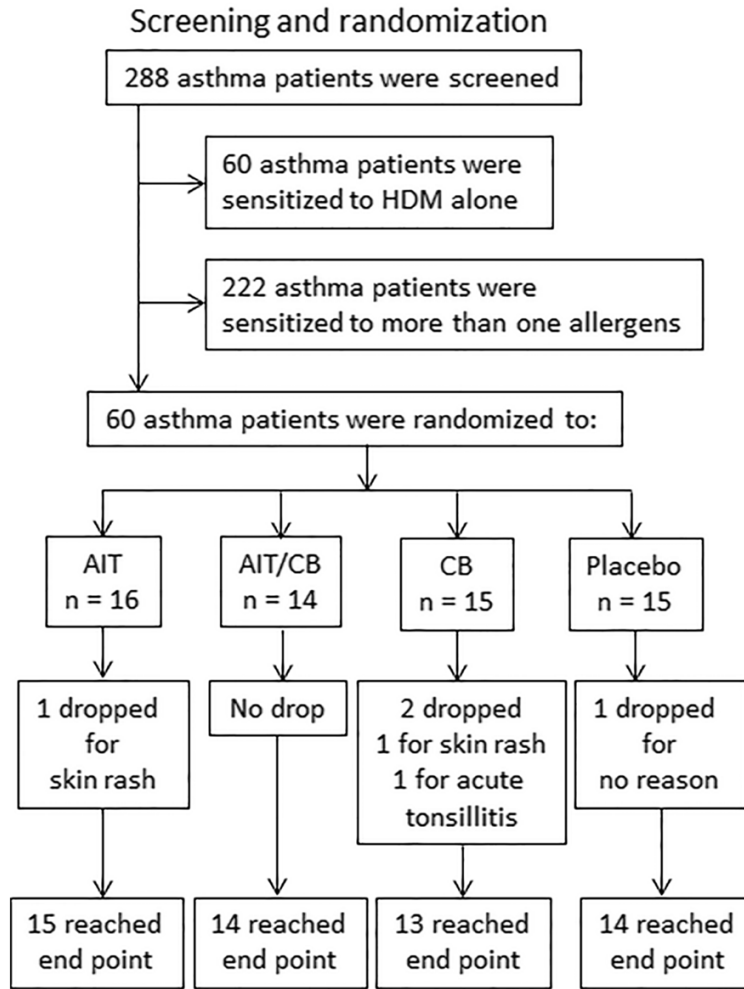 Screening and randomization
288 asthma patients were screened
60 asthma patients were
sensitized to HDM alone
222 asthma patients were
sensitized to more than one allergens
60 asthma patients were randomized to:
AIT
n = 16
AIT/CB
n = 14
CB
n = 15
Placebo
n = 15
1 dropped
for
skin rash
No drop
2 dropped
1 for skin rash
1 for acute
tonsillitis
1 dropped
for
no reason
15 reached
end point
14 reached
end point
13 reached
end point
14 reached
end point